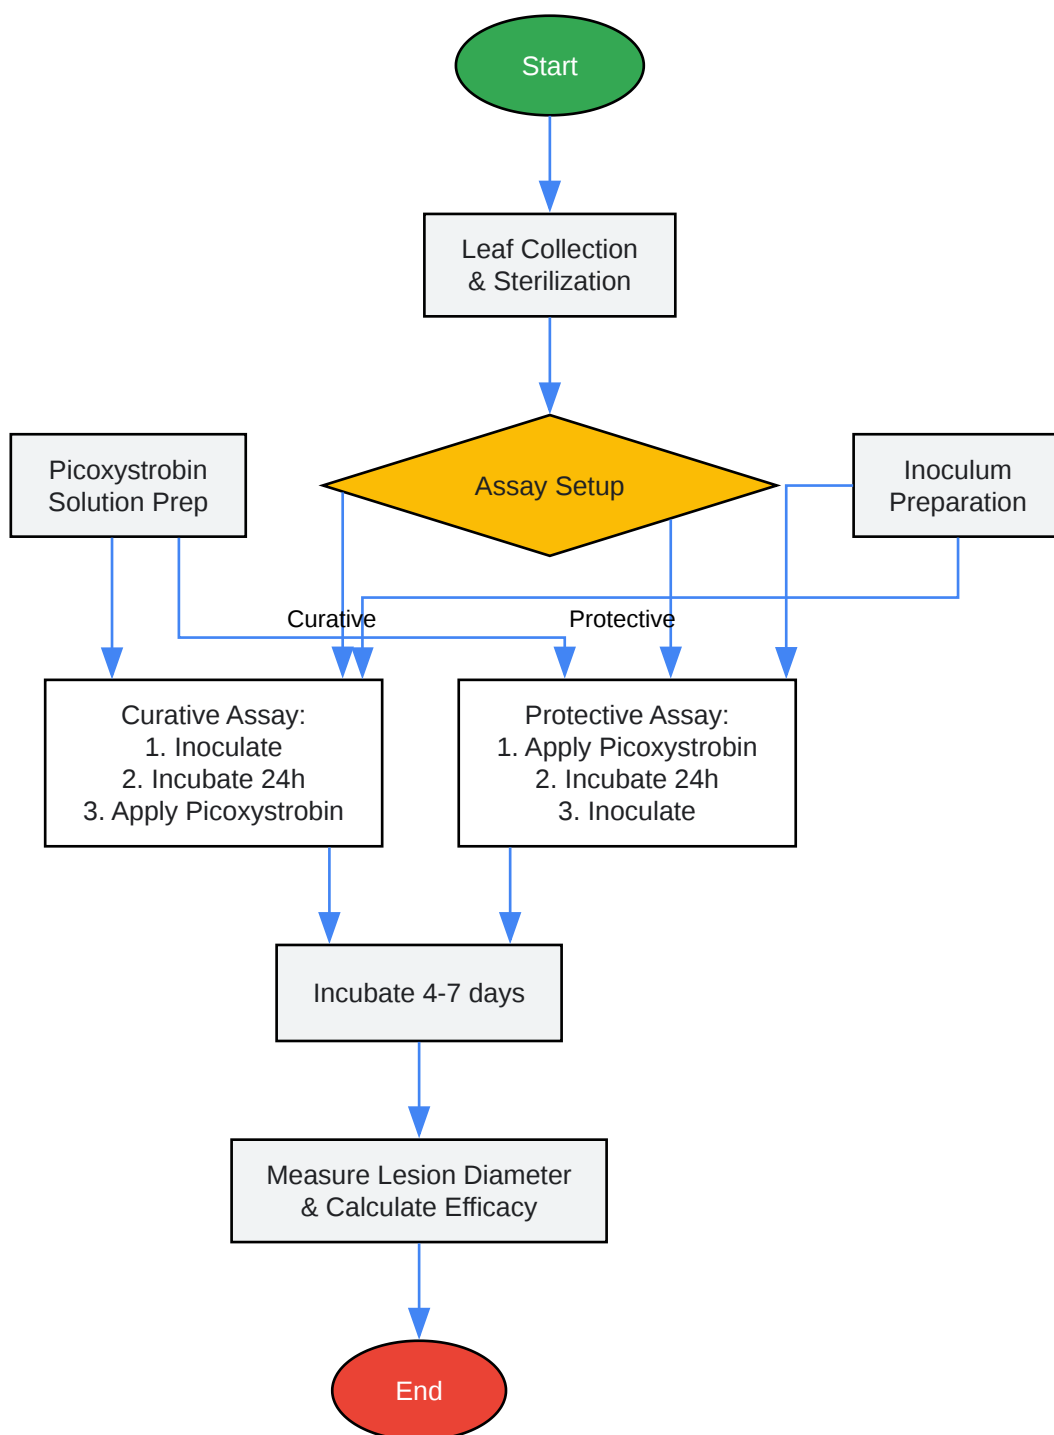 Start
Leaf Collection
& Sterilization
Picoxystrobin
Solution Prep
Assay Setup
Inoculum
Preparation
Curative
Protective
Curative Assay:
1. Inoculate
2. Incubate 24h
3. Apply Picoxystrobin
Protective Assay:
1. Apply Picoxystrobin
2. Incubate 24h
3. Inoculate
Incubate 4-7 days
Measure Lesion Diameter
& Calculate Efficacy
End